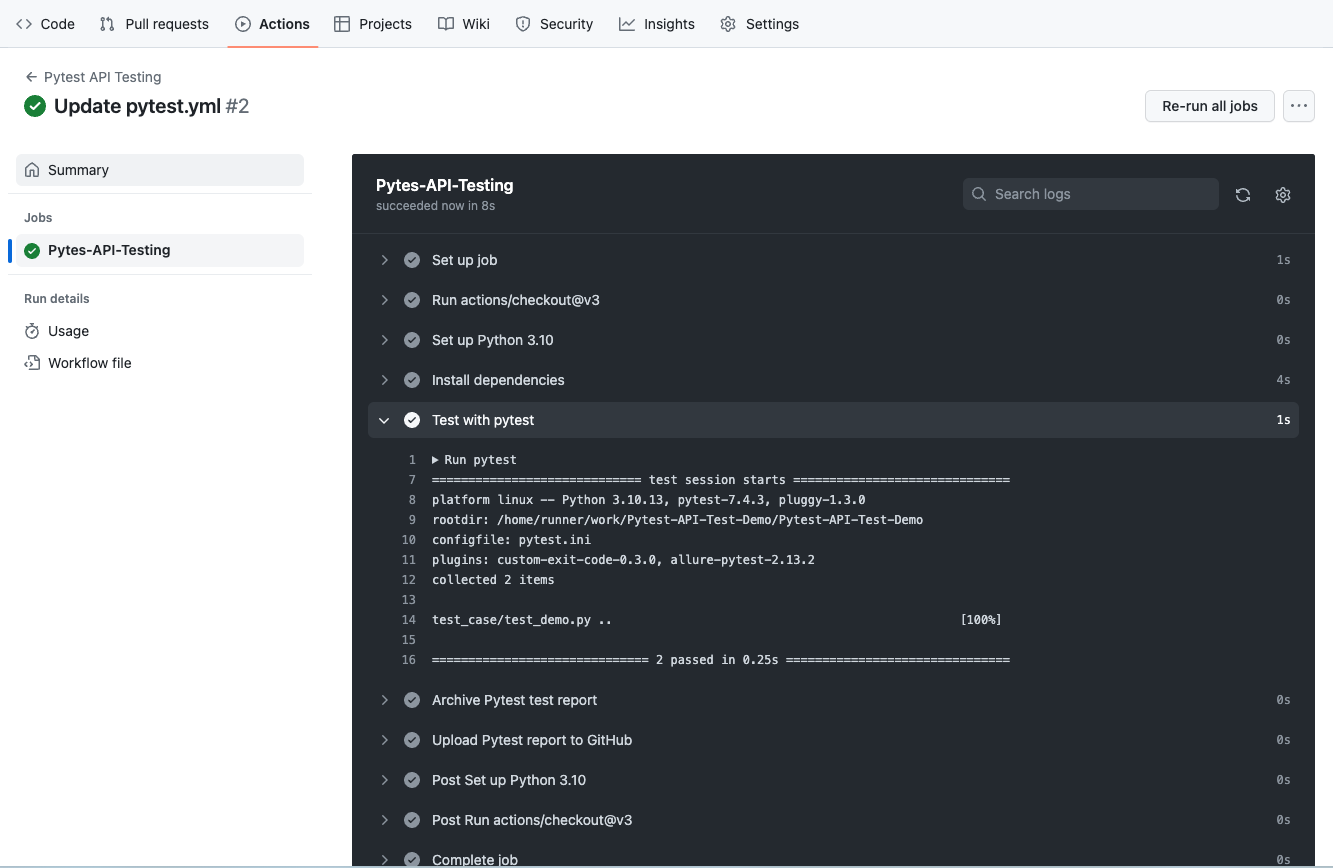 Code Pull requests Actions Projects Wiki Security Insights Settings
Pytest API Testing
Update pytest.yml #2
Re-run all jobs
Summary
Jobs
Pytes-API-Testing
Run details
Usage
Workflow file
Pytes-API-Testing
succeeded now in 8s
Search logs
Set up job 1s
Run actions/checkout@v3 0s
Set up Python 3.10 0s
Install dependencies 4s
Test with pytest 1s
1 Run pytest
7 ============================= test session starts ==============================
8 platform linux -- Python 3.10.13, pytest-7.4.3, pluggy-1.3.0
9 rootdir: /home/runner/work/Pytest-API-Test-Demo/Pytest-API-Test-Demo
10 configfile: pytest.ini
11 plugins: custom-exit-code-0.3.0, allure-pytest-2.13.2
12 collected 2 items
13
14 test_case/test_demo.py .. [100%]
15
16 ============================== 2 passed in 0.25s ===============================
Archive Pytest test report 0s
Upload Pytest report to GitHub 0s
Post Set up Python 3.10 0s
Post Run actions/checkout@v3 0s
Complete job 0s